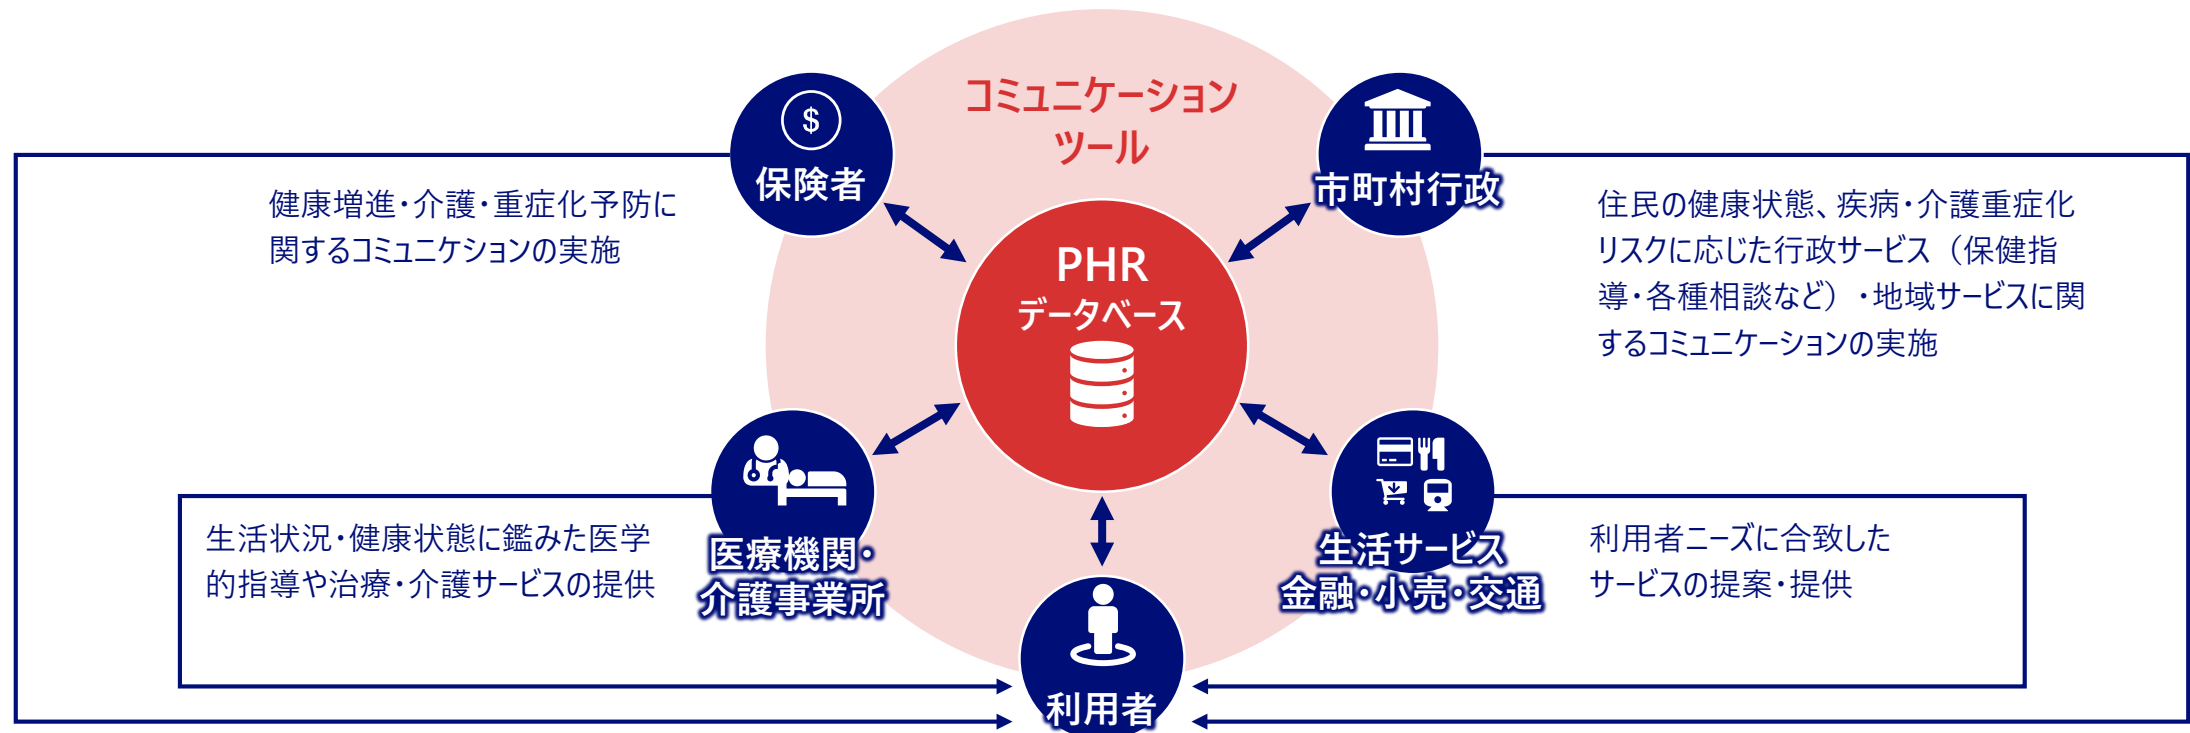 コミュニケーション
ツール
$
保険者
市町村行政
健康増進・介護・重症化予防に
関するコミュニケションの実施
住民の健康状態、疾病・介護重症化
リスクに応じた行政サービス（保健指
導・各種相談など）・地域サービスに関
するコミュニケーションの実施
PHR
データベース
生活状況・健康状態に鑑みた医学
的指導や治療・介護サービスの提供
医療機関・
介護事業所
生活サービス
金融・小売・交通
利用者ニーズに合致した
サービスの提案・提供
利用者